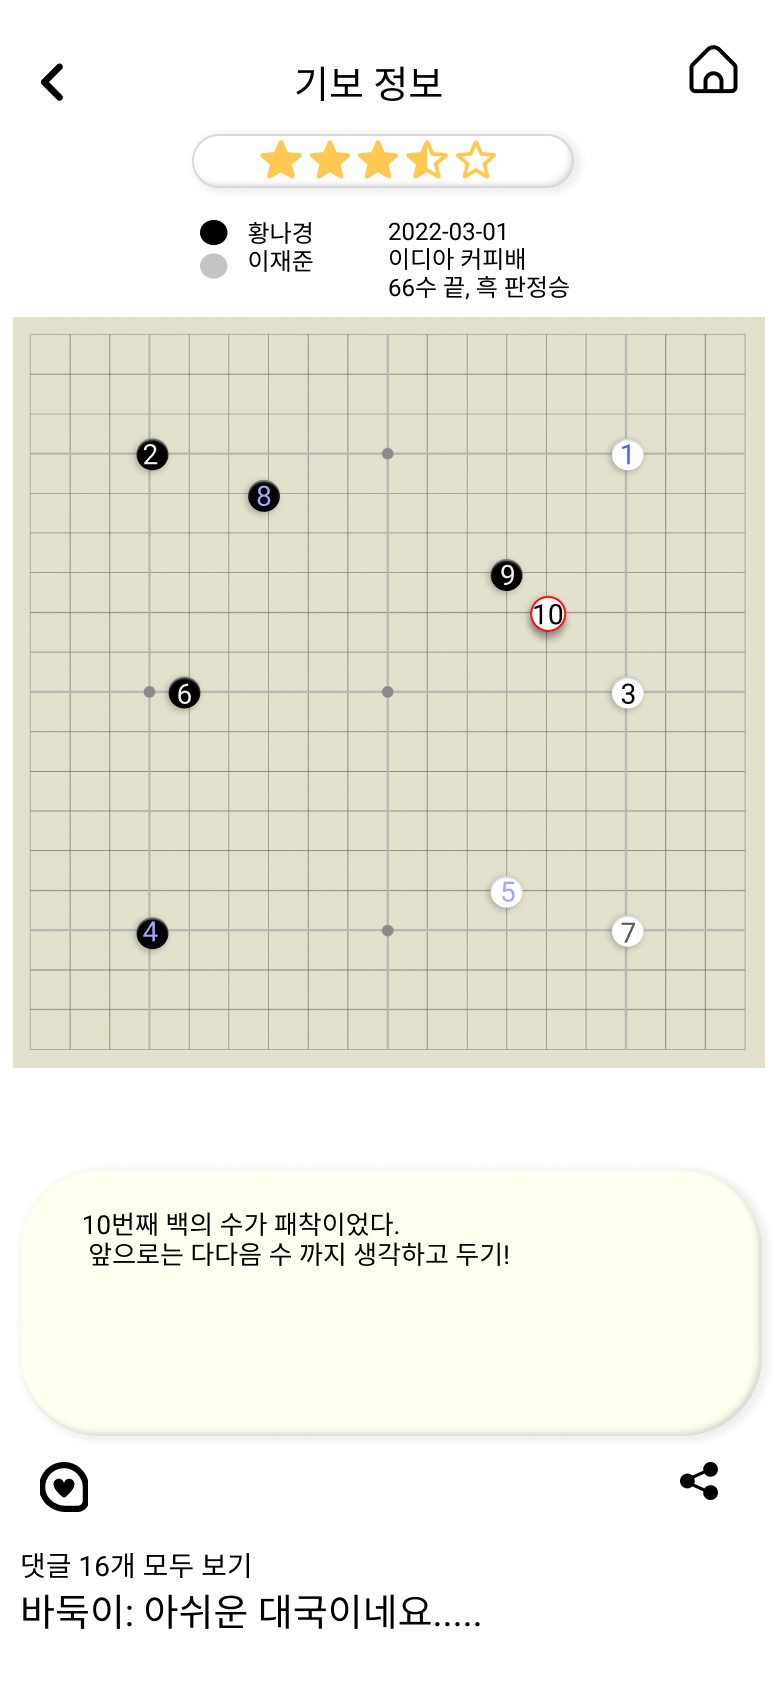 기보 정보
황나경
이재준
2022-03-01
이디아 커피배
66수 끝, 흑 판정승
2
1
8
9
10
6
3
5
4
7
10번째 백의 수가 패착이었다.
앞으로는 다다음 수 까지 생각하고 두기!
댓글 16개 모두 보기
바둑이: 아쉬운 대국이네요.....